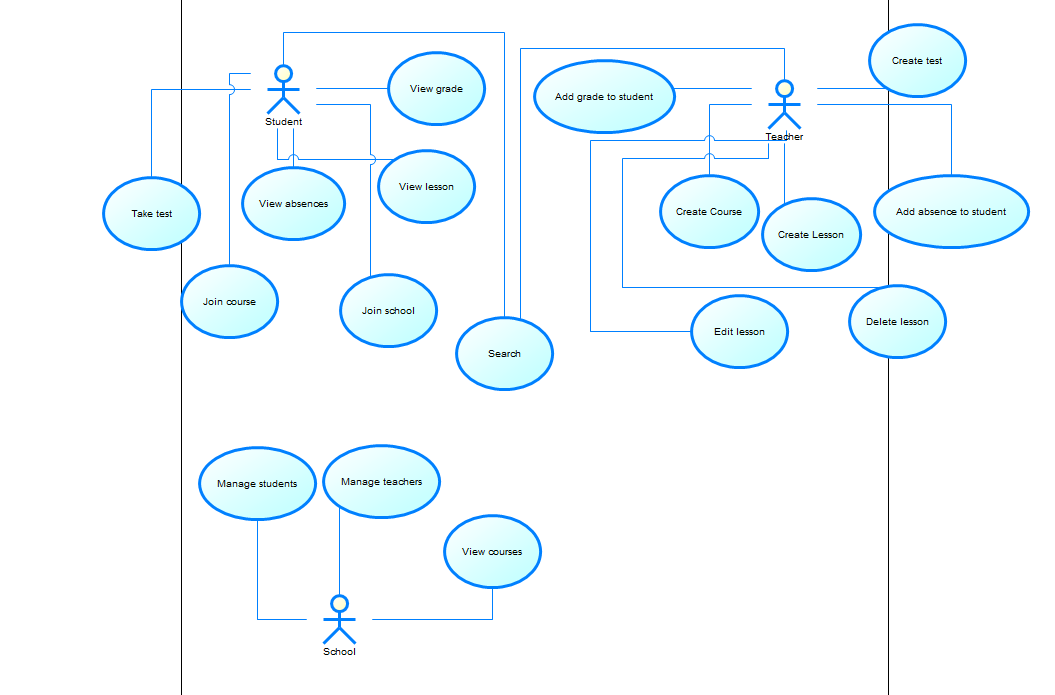 Create test
View grade
Add grade to student
Student
Teacher
View lesson
View absences
Take test
Create Course
Add absence to student
Create Lesson
Join course
Join school
Delete lesson
Edit lesson
Search
Manage students
Manage teachers
View courses
School